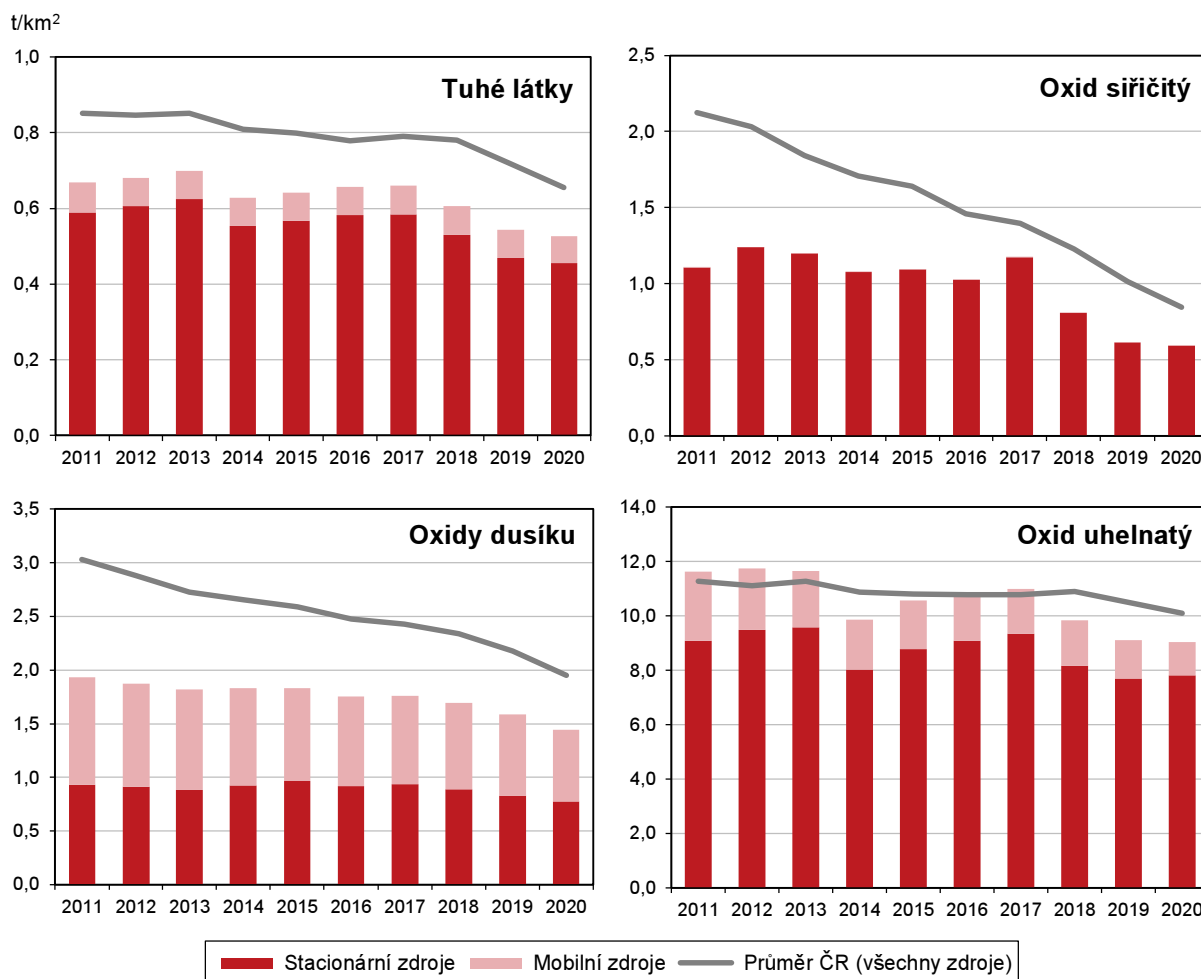 t/km²
Tuhé látky
1,0
0,8
0,6
0,4
0,2
0,0
2011 2012 2013 2014 2015 2016 2017 2018 2019 2020
Oxid siřičitý
2,5
2,0
1,5
1,0
0,5
0,0
2011 2012 2013 2014 2015 2016 2017 2018 2019 2020
Oxidy dusíku
3,5
3,0
2,5
2,0
1,5
1,0
0,5
0,0
2011 2012 2013 2014 2015 2016 2017 2018 2019 2020
Oxid uhelnatý
14,0
12,0
10,0
8,0
6,0
4,0
2,0
0,0
2011 2012 2013 2014 2015 2016 2017 2018 2019 2020
Stacionární zdroje Mobilní zdroje Průměr ČR (všechny zdroje)